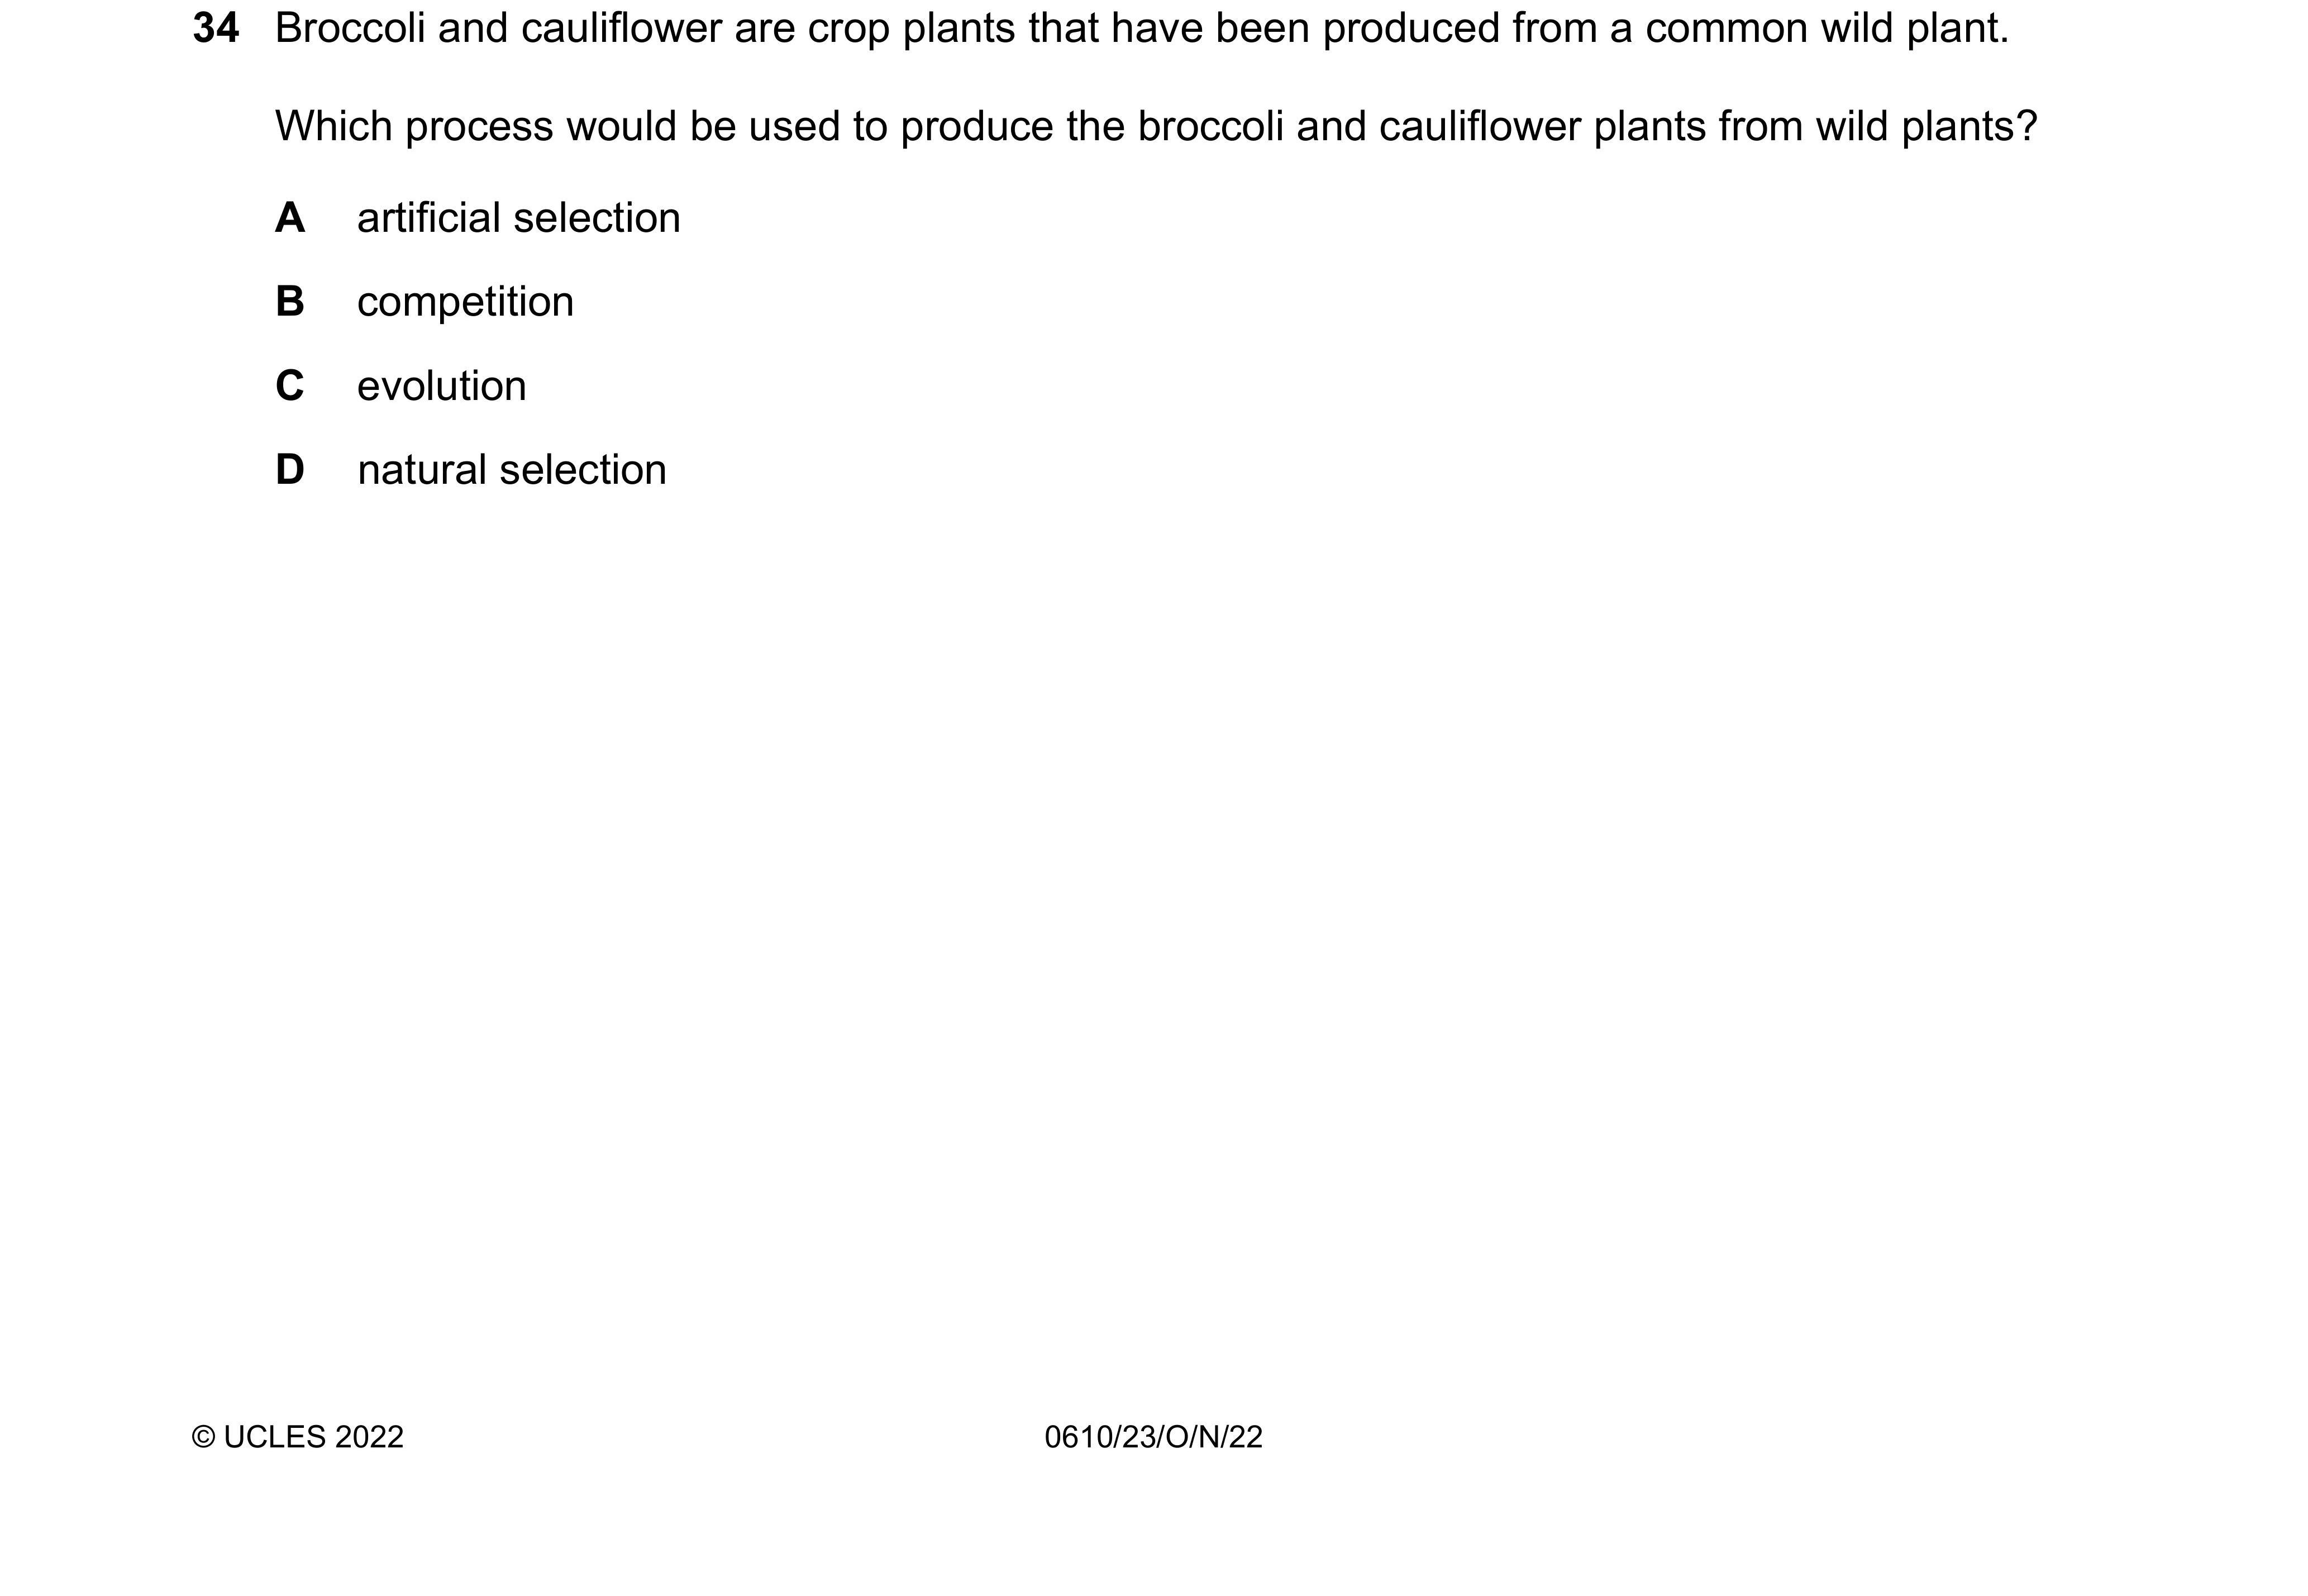 34 Broccoli and cauliflower are crop plants that have been produced from a common wild plant.
Which process would be used to produce the broccoli and cauliflower plants from wild plants?
A artificial selection
B competition
C evolution
D natural selection
© UCLES 2022 0610/23/O/N/22